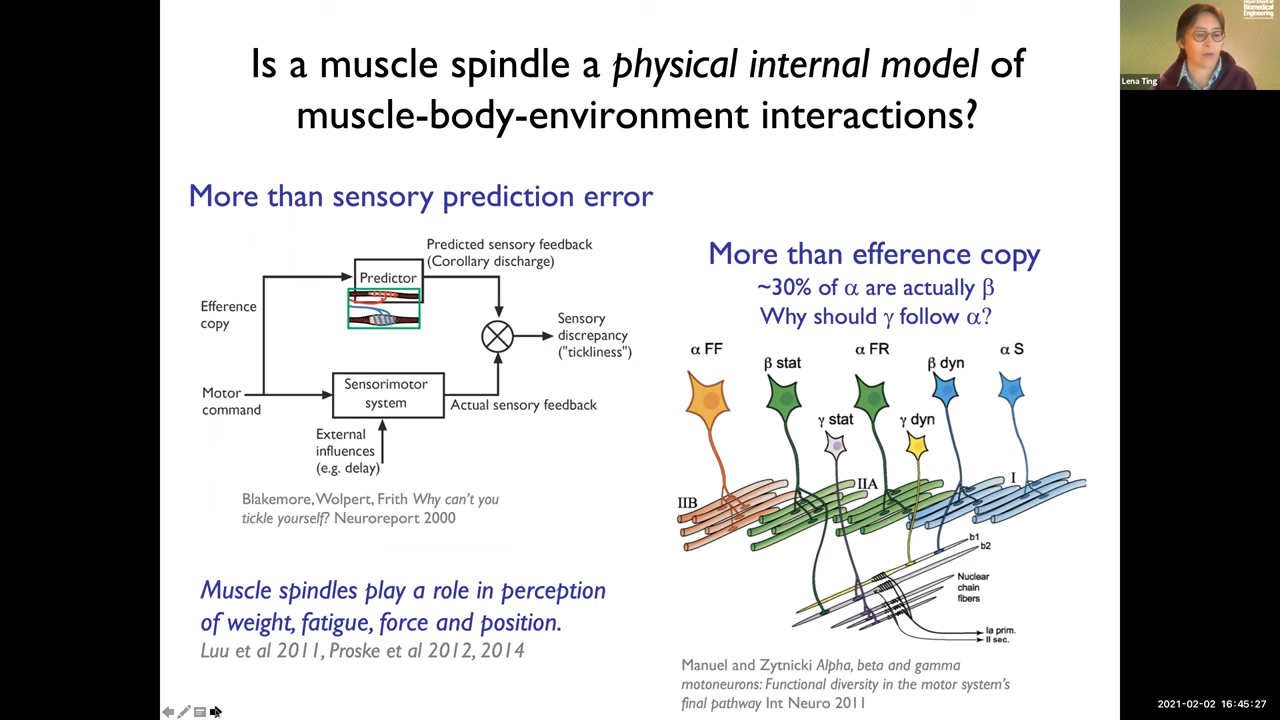 Is a muscle spindle a physical internal model of
muscle-body-environment interactions?
More than sensory prediction error
Predicted sensory feedback
(Corollary discharge)
Predictor
Efference
copy
Sensory
discrepancy
("tickliness")
Motor
command
Sensorimotor
system
Actual sensory feedback
External
influences
(e.g. delay)
Blakemore, Wolpert, Frith Why can't you
tickle yourself? Neuroreport 2000
Muscle spindles play a role in perception
of weight, fatigue, force and position.
Luu et al 2011, Proske et al 2012, 2014
More than efference copy
~30% of α are actually β
Why should γ follow α?
α FF
β stat
α FR
β dyn
α S
γ stat
γ dyn
IIB
IIA
I
b1
b2
Nuclear
chain
fibers
Ia prim.
II sec.
Manuel and Zytnicki Alpha, beta and gamma
motoneurons: Functional diversity in the motor system's
final pathway Int Neuro 2011
Biomedical
Engineering
Lena Ting
2021-02-02 16:45:27